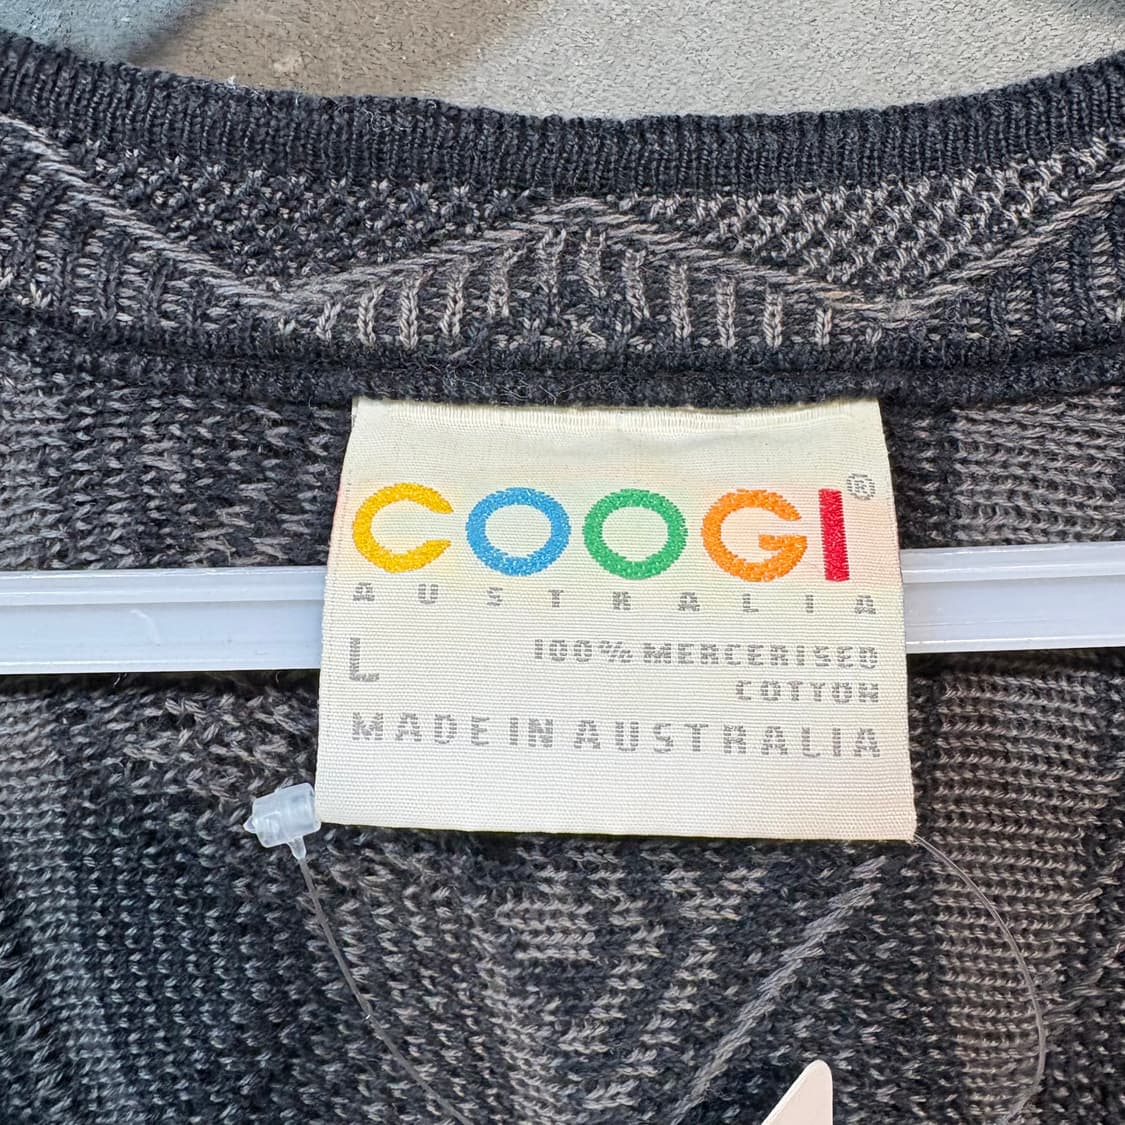 COOGI®
AUSTRALIA
L
100% MERCERISED
COTTON
MADE IN AUSTRALIA